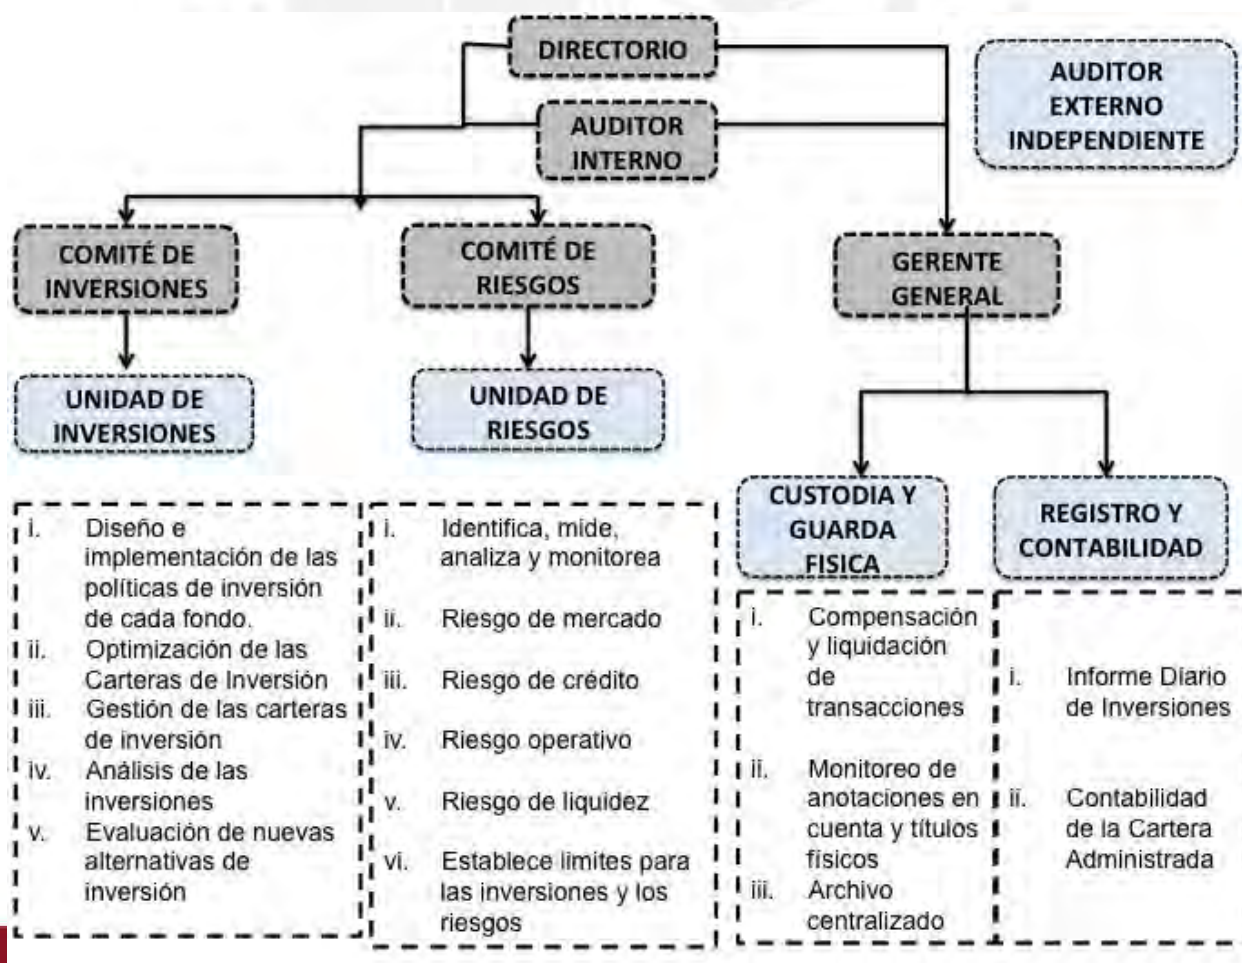 DIRECTORIO
AUDITOR
INTERNO
AUDITOR
EXTERNO
INDEPENDIENTE
COMITÉ DE
INVERSIONES
COMITÉ DE
RIESGOS
GERENTE
GENERAL
UNIDAD DE
INVERSIONES
UNIDAD DE
RIESGOS
CUSTODIA Y
GUARDA
FISICA
REGISTRO Y
CONTABILIDAD
i. Diseño e
implementación de las
políticas de inversión
de cada fondo.
ii. Optimización de las
Carteras de Inversión
iii. Gestión de las carteras
de inversión
iv. Análisis de las
inversiones
v. Evaluación de nuevas
alternativas de
inversión
i. Identifica, mide,
analiza y monitorea
ii. Riesgo de mercado
iii. Riesgo de crédito
iv. Riesgo operativo
v. Riesgo de liquidez
vi. Establece limites para
las inversiones y los
riesgos
i. Compensación
y liquidación
de
transacciones
ii. Monitoreo de
anotaciones en
cuenta y títulos
físicos
iii. Archivo
centralizado
i. Informe Diario
de Inversiones
ii. Contabilidad
de la Cartera
Administrada